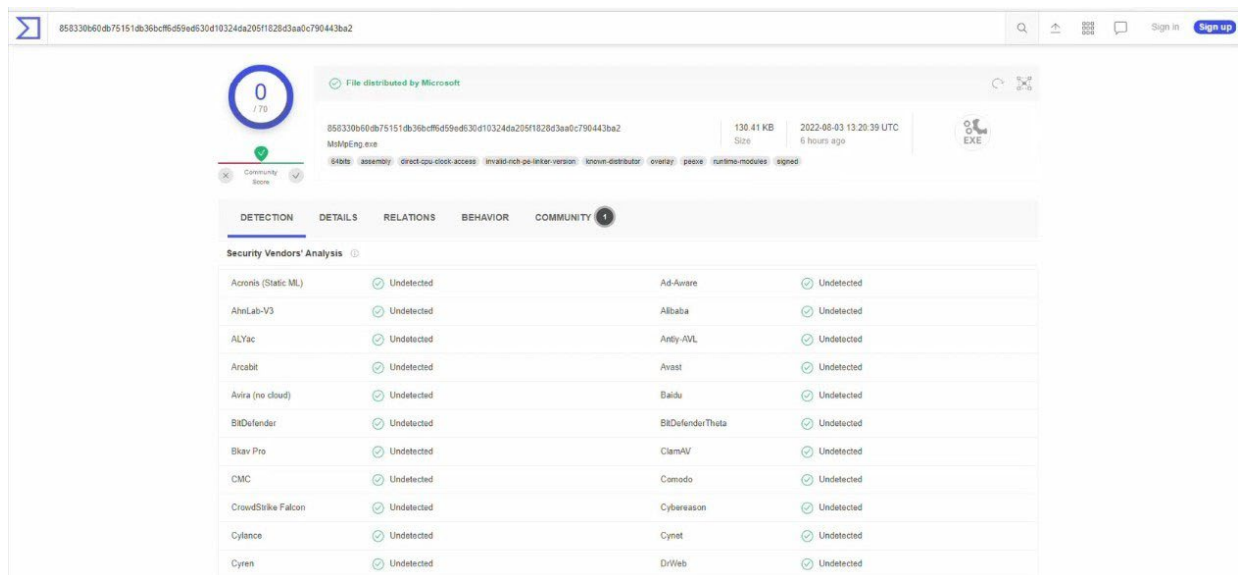 858330b60db75151db36bcff6d59ed630d10324da205f1828d3aa0c790443ba2
Sign in
Sign up
0
/ 70
Community
Score
File distributed by Microsoft
858330b60db75151db36bcff6d59ed630d10324da205f1828d3aa0c790443ba2
MsMpEng.exe
130.41 KB
Size
2022-08-03 13:20:39 UTC
6 hours ago
EXE
64bits assembly direct-cpu-clock-access invalid-rich-pe-linker-version known-distributor overlay peexe runtime-modules signed
DETECTION DETAILS RELATIONS BEHAVIOR COMMUNITY 1
Security Vendors' Analysis
Acronis (Static ML) Undetected Ad-Aware Undetected
AhnLab-V3 Undetected Alibaba Undetected
ALYac Undetected Antiy-AVL Undetected
Arcabit Undetected Avast Undetected
Avira (no cloud) Undetected Baidu Undetected
BitDefender Undetected BitDefenderTheta Undetected
Bkav Pro Undetected ClamAV Undetected
CMC Undetected Comodo Undetected
CrowdStrike Falcon Undetected Cybereason Undetected
Cylance Undetected Cynet Undetected
Cyren Undetected DrWeb Undetected